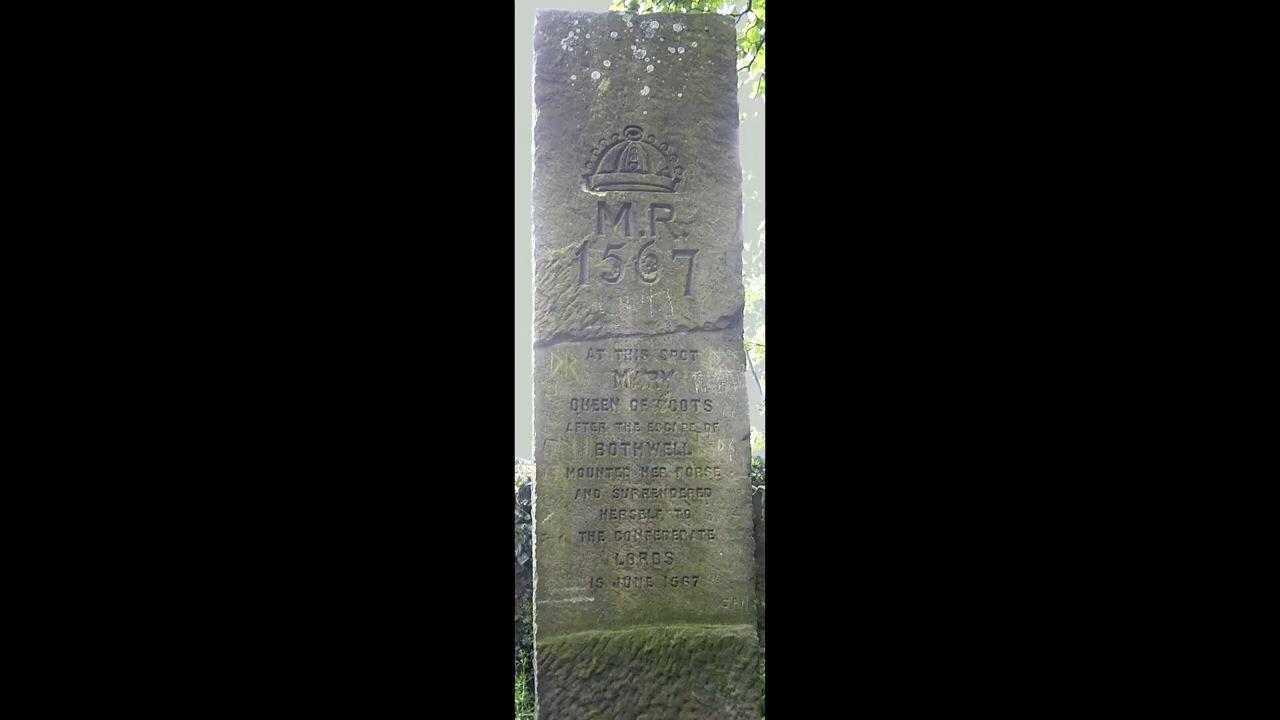 M.R.
1567
AT THIS SPOT
MARY
QUEEN OF SCOTS
AFTER THE ESCAPE OF
BOTHWELL
MOUNTED HER HORSE
AND SURRENDERED
HERSELF TO
THE CONFEDERATE
LORDS
15 JUNE 1567